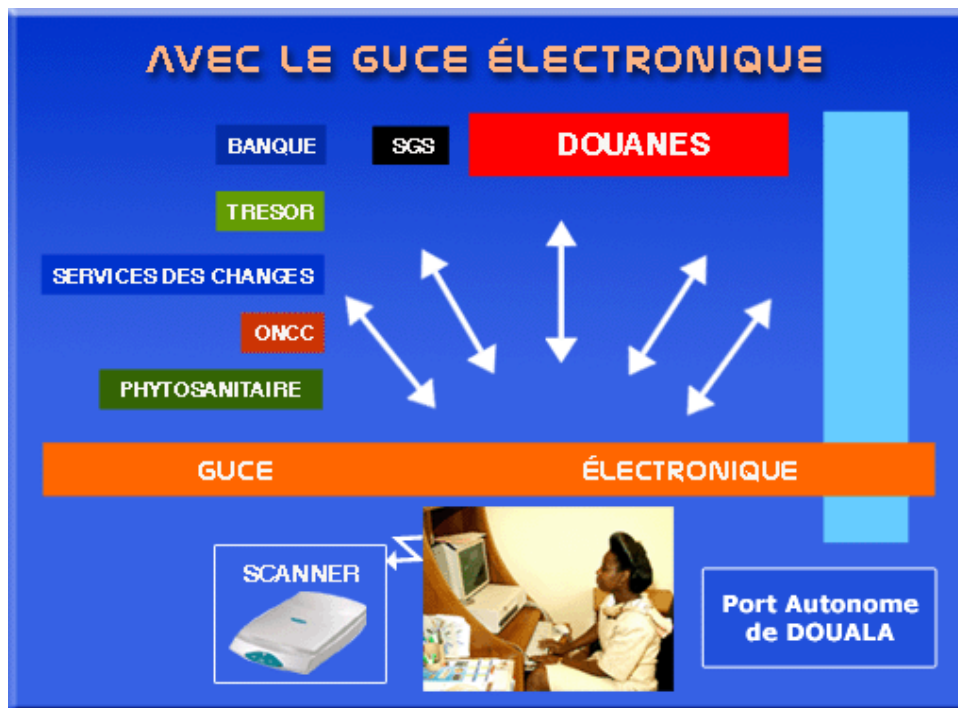 AVEC LE GUCE ÉLECTRONIQUE
BANQUE
SGS
DOUANES
TRESOR
SERVICES DES CHANGES
ONCC
PHYTOSANITAIRE
GUCE ÉLECTRONIQUE
SCANNER
Port Autonome
de DOUALA